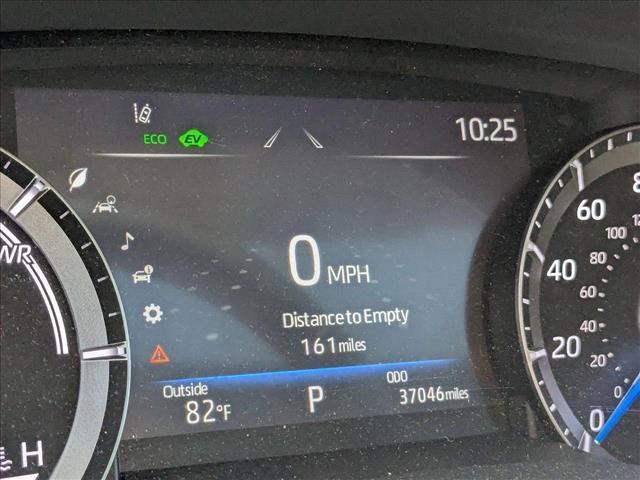 10:25
ECO EV
0 MPH
Distance to Empty
161 miles
Outside
82°F
P
ODO
37046 miles
H
60
40
20
0
100
80
60
40
20
0